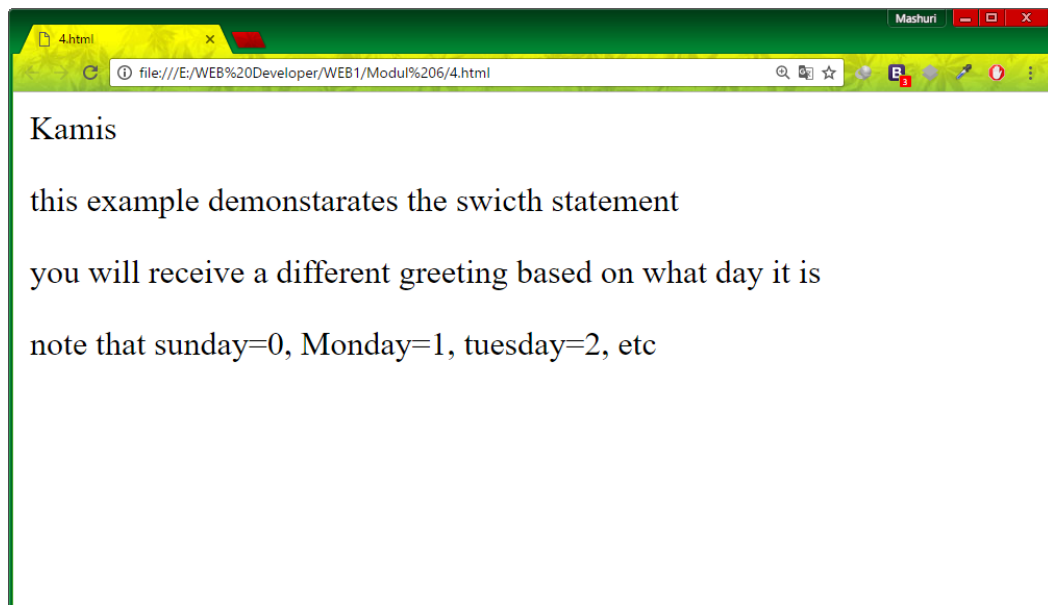 Mashuri
4.html
file:///E:/WEB%20Developer/WEB1/Modul%206/4.html
B
3
Kamis
this example demonstarates the swicth statement
you will receive a different greeting based on what day it is
note that sunday=0, Monday=1, tuesday=2, etc